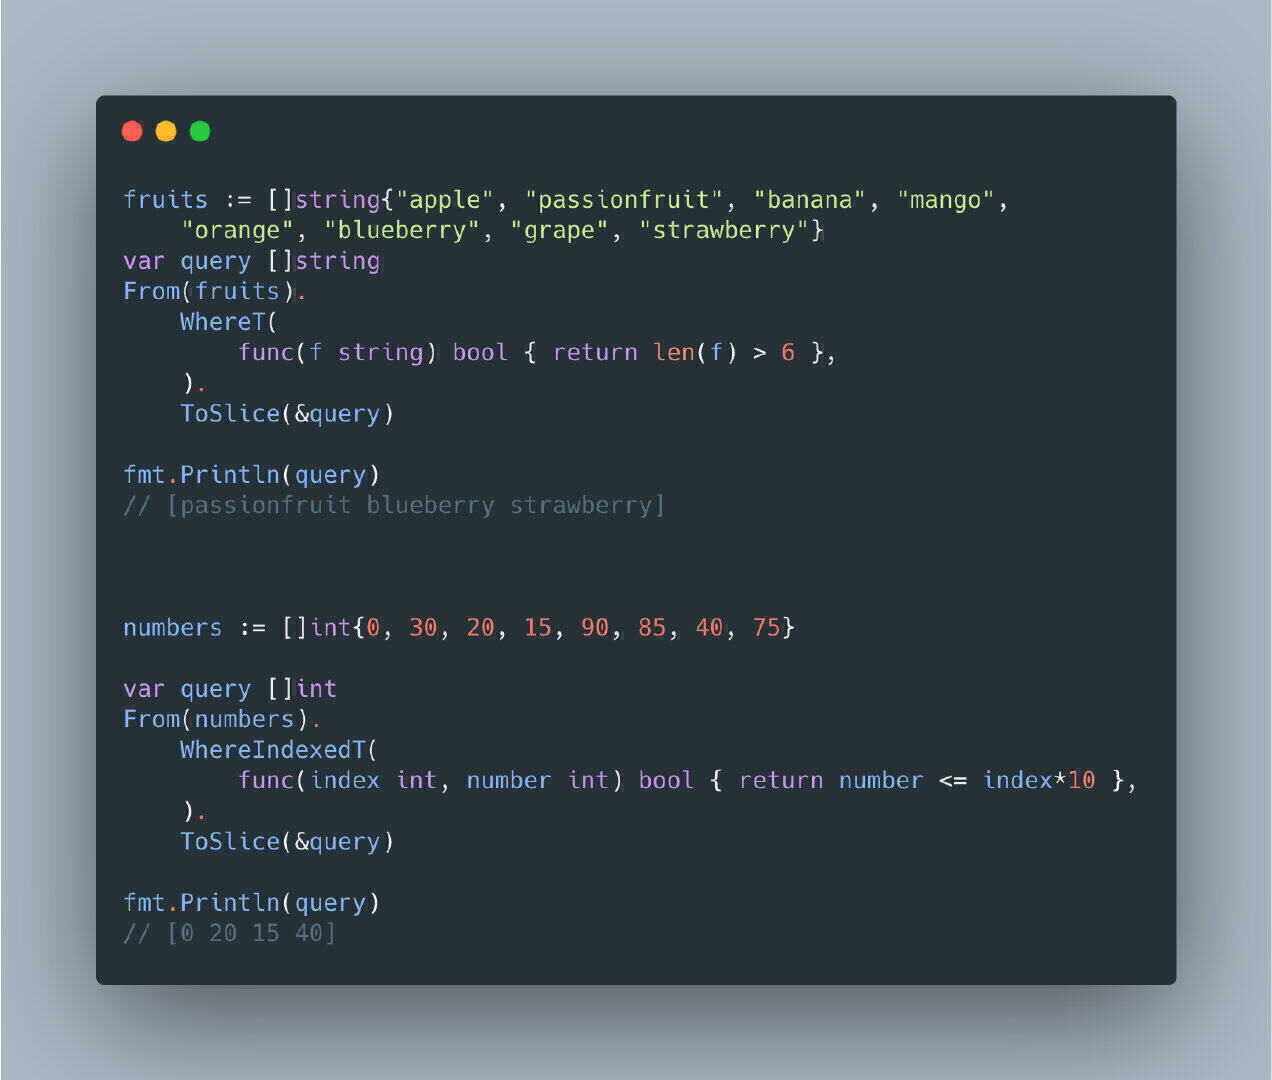 fruits := []string{"apple", "passionfruit", "banana", "mango",
    "orange", "blueberry", "grape", "strawberry"}
var query []string
From(fruits).
    WhereT(
        func(f string) bool { return len(f) > 6 },
    ).
    ToSlice(&query)

fmt.Println(query)
// [passionfruit blueberry strawberry]

numbers := []int{0, 30, 20, 15, 90, 85, 40, 75}

var query []int
From(numbers).
    WhereIndexedT(
        func(index int, number int) bool { return number <= index*10 },
    ).
    ToSlice(&query)

fmt.Println(query)
// [0 20 15 40]